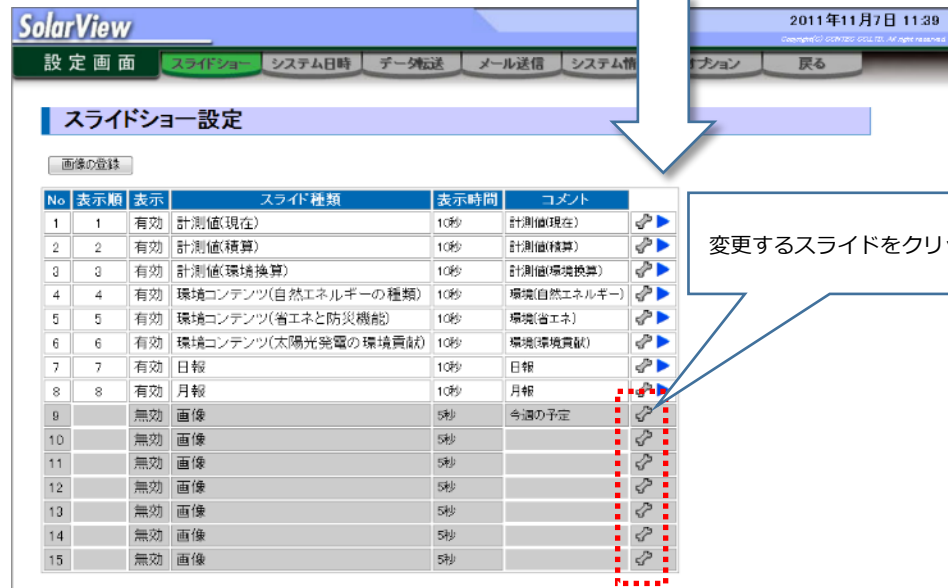 SolarView
2011年11月7日 11:39
Copyright(C) CONTEC CO.,LTD. All right reserved.
設定画面 スライドショー システム日時 データ転送 メール送信 システム情 オプション 戻る
スライドショー設定
画像の登録
No 表示順 表示 スライド種類 表示時間 コメント
1 1 有効 計測値(現在) 10秒 計測値(現在)
2 2 有効 計測値(積算) 10秒 計測値(積算)
3 3 有効 計測値(環境換算) 10秒 計測値(環境換算)
4 4 有効 環境コンテンツ(自然エネルギーの種類) 10秒 環境(自然エネルギー)
5 5 有効 環境コンテンツ(省エネと防災機能) 10秒 環境(省エネ)
6 6 有効 環境コンテンツ(太陽光発電の環境貢献) 10秒 環境(環境貢献)
7 7 有効 日報 10秒 日報
8 8 有効 月報 10秒 月報
9 無効 画像 5秒 今週の予定
10 無効 画像 5秒
11 無効 画像 5秒
12 無効 画像 5秒
13 無効 画像 5秒
14 無効 画像 5秒
15 無効 画像 5秒
変更するスライドをクリッ